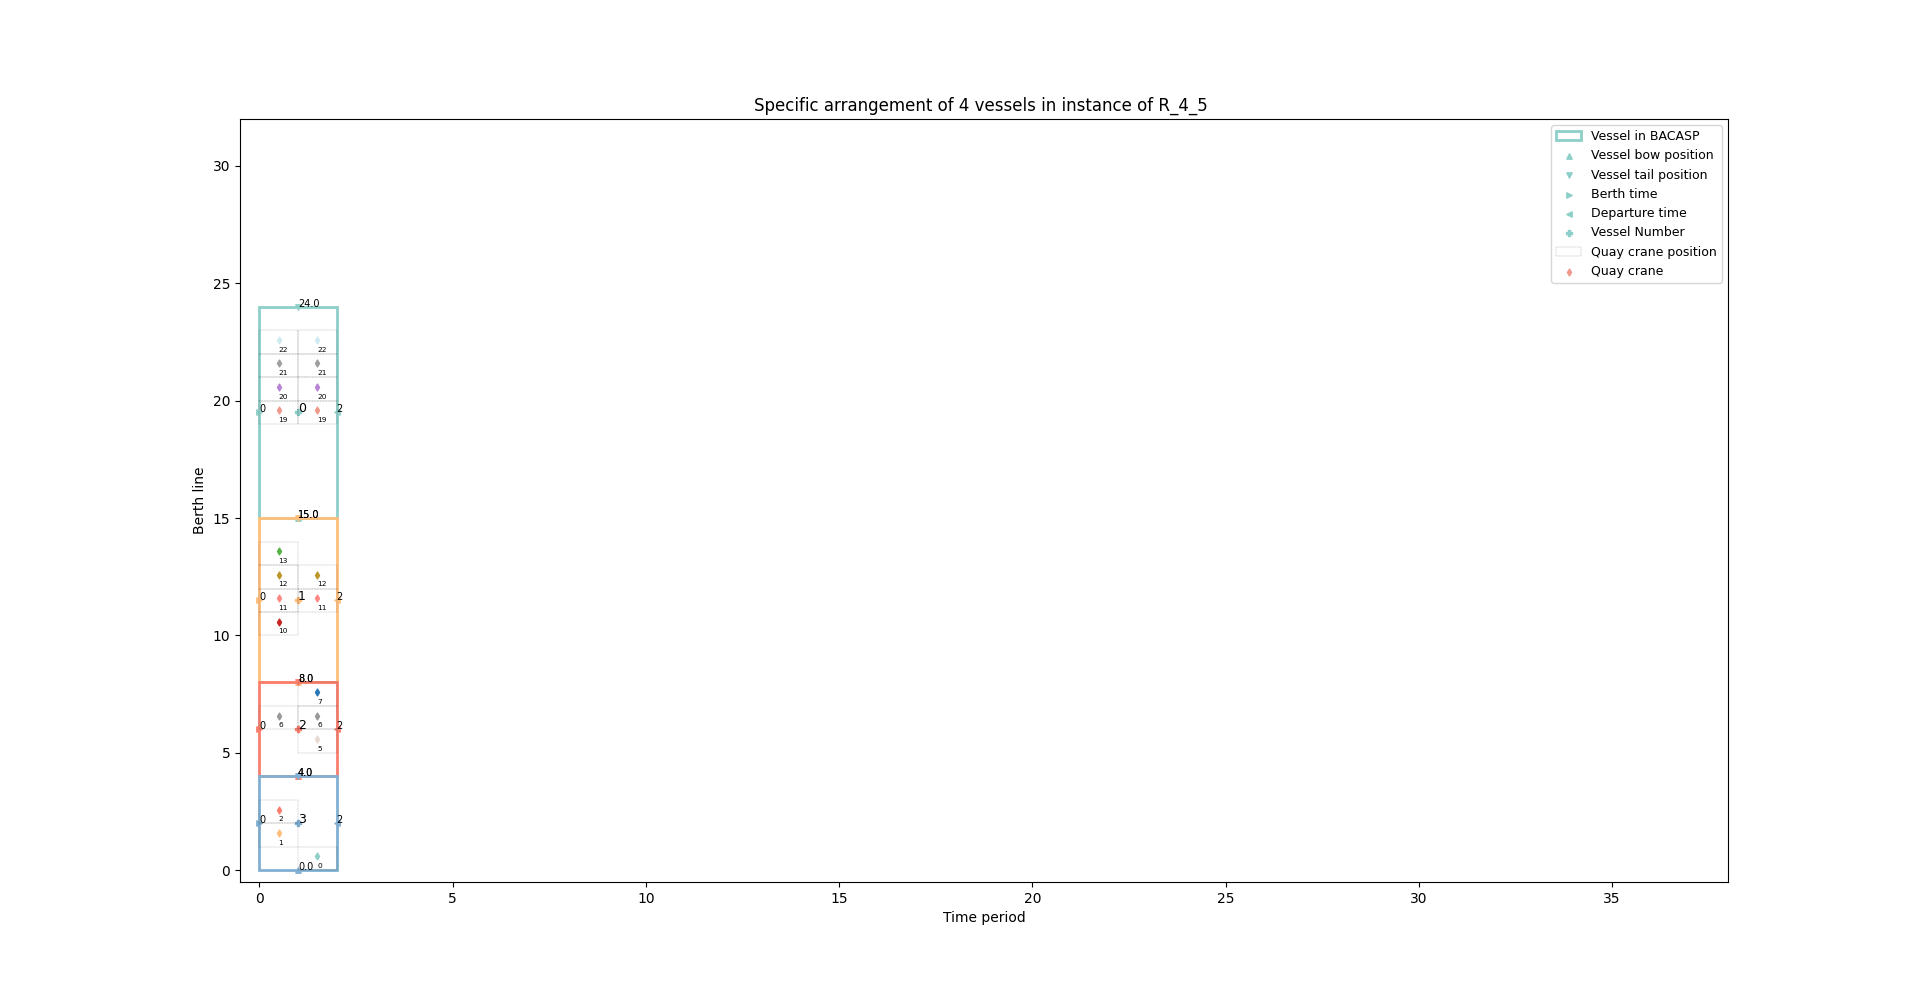 Specific arrangement of 4 vessels in instance of R_4_5
Vessel in BACASP
Vessel bow position
Vessel tail position
Berth time
Departure time
Vessel Number
Quay crane position
Quay crane
30
25
20
15
10
5
0
Berth line
24.0
22 22
21 21
20 20
0 0 2
19 19
15.0
13
12 12
0 1 2
11 11
10
8.0
7
0 6 2 6 2
5
4.0
0 2 3 2
1
0.0 0
0 5 10 15 20 25 30 35
Time period